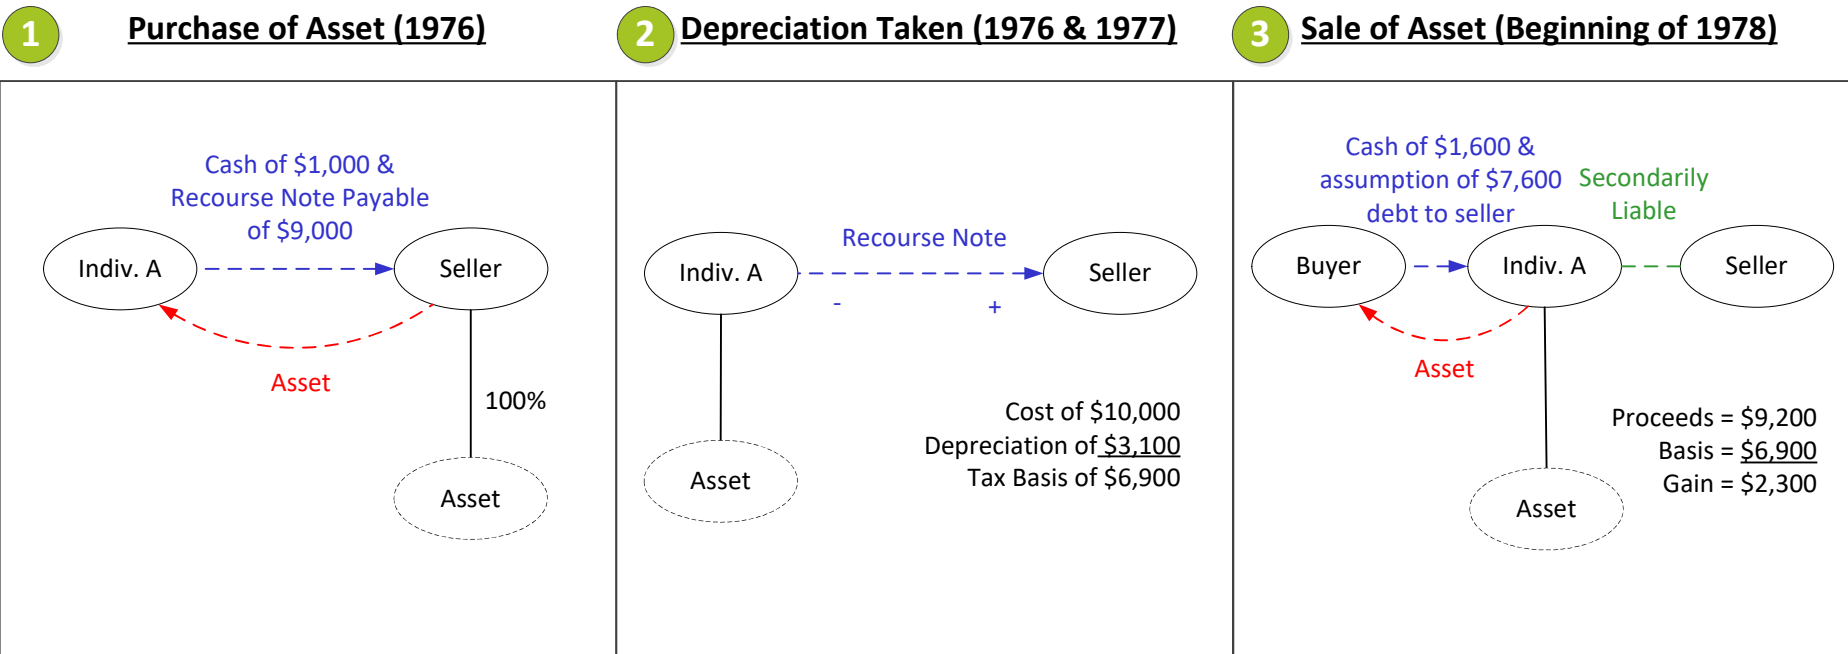 1
Purchase of Asset (1976)
Cash of $1,000 &
Recourse Note Payable
of $9,000
Indiv. A
Seller
Asset
100%
Asset
2
Depreciation Taken (1976 & 1977)
Recourse Note
Indiv. A
Seller
-
+
Cost of $10,000
Depreciation of $3,100
Tax Basis of $6,900
Asset
3
Sale of Asset (Beginning of 1978)
Cash of $1,600 &
assumption of $7,600
debt to seller
Secondarily
Liable
Buyer
Indiv. A
Seller
Asset
Proceeds = $9,200
Basis = $6,900
Gain = $2,300
Asset